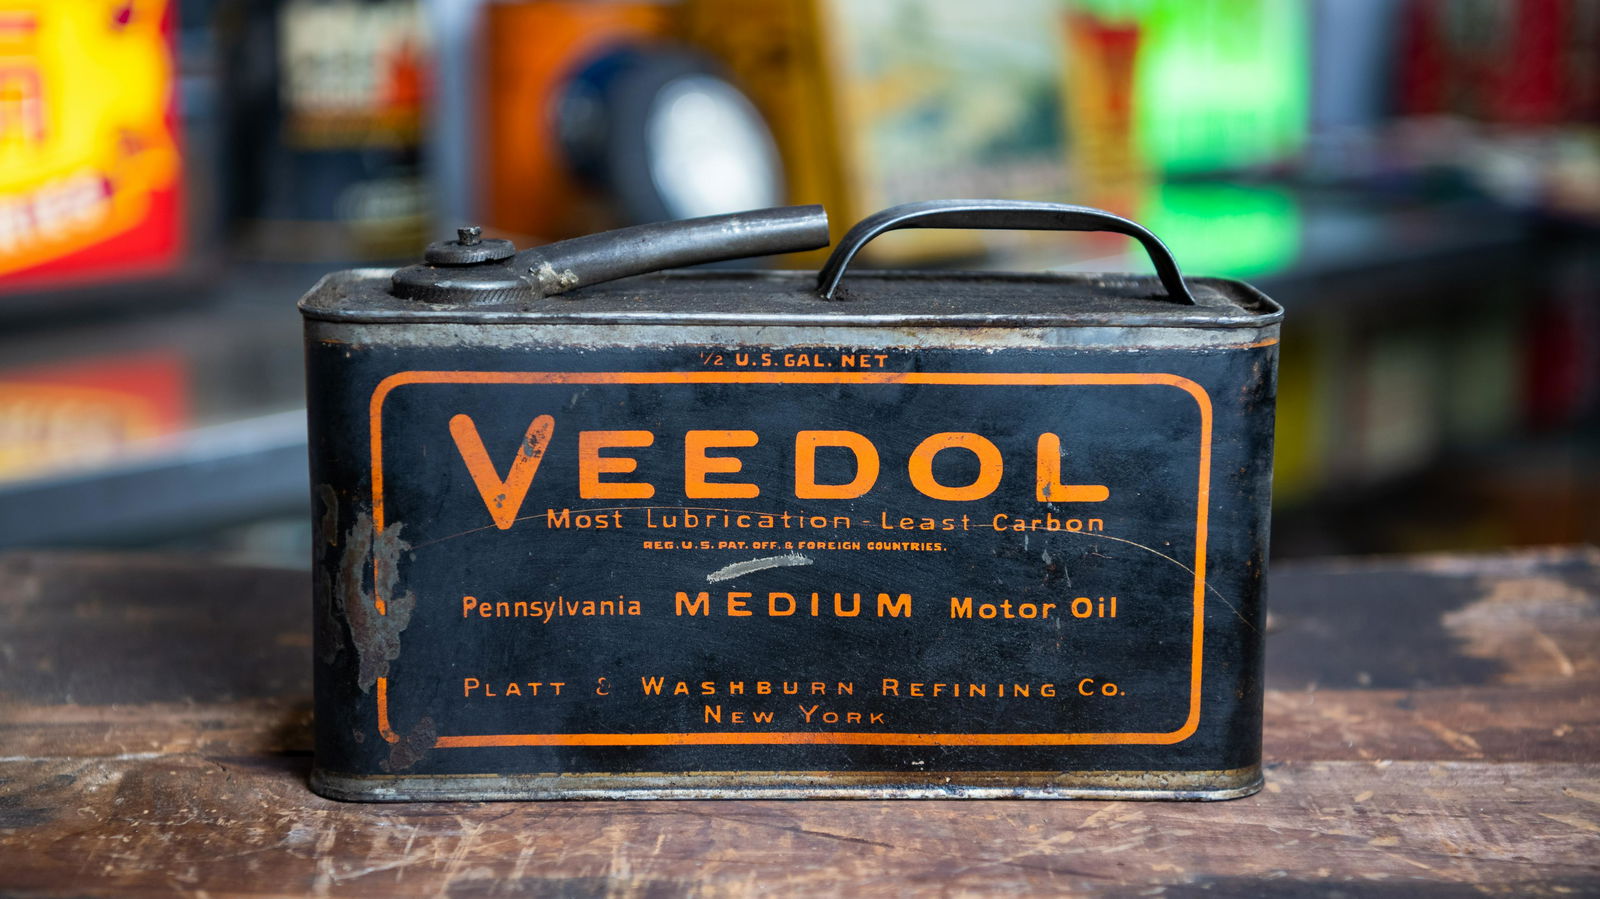 ½ U.S. GAL. NET
VEEDOL
Most Lubrication - Least Carbon
REG. U.S. PAT. OFF. & FOREIGN COUNTRIES.
Pennsylvania MEDIUM Motor Oil
PLATT & WASHBURN REFINING CO.
NEW YORK